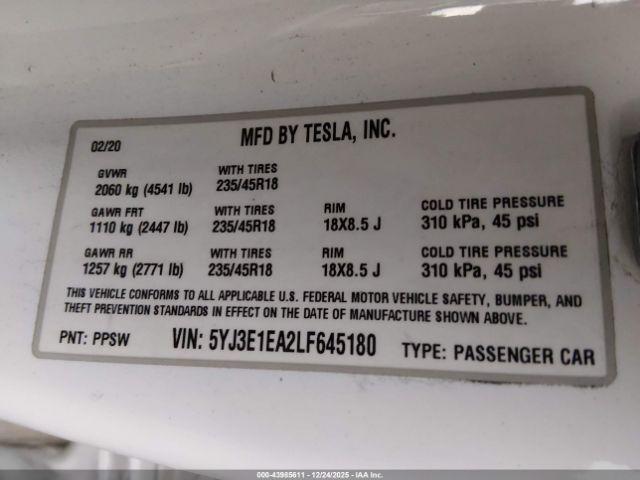 02/20 MFD BY TESLA, INC.
GVWR WITH TIRES
2060 kg (4541 lb) 235/45R18
GAWR FRT WITH TIRES RIM COLD TIRE PRESSURE
1110 kg (2447 lb) 235/45R18 18X8.5 J 310 kPa, 45 psi
GAWR RR WITH TIRES RIM COLD TIRE PRESSURE
1257 kg (2771 lb) 235/45R18 18X8.5 J 310 kPa, 45 psi
THIS VEHICLE CONFORMS TO ALL APPLICABLE U.S. FEDERAL MOTOR VEHICLE SAFETY, BUMPER, AND
THEFT PREVENTION STANDARDS IN EFFECT ON THE DATE OF MANUFACTURE SHOWN ABOVE.
PNT: PPSW VIN: 5YJ3E1EA2LF645180 TYPE: PASSENGER CAR
000-43985611 - 12/24/2025 - IAAI.com